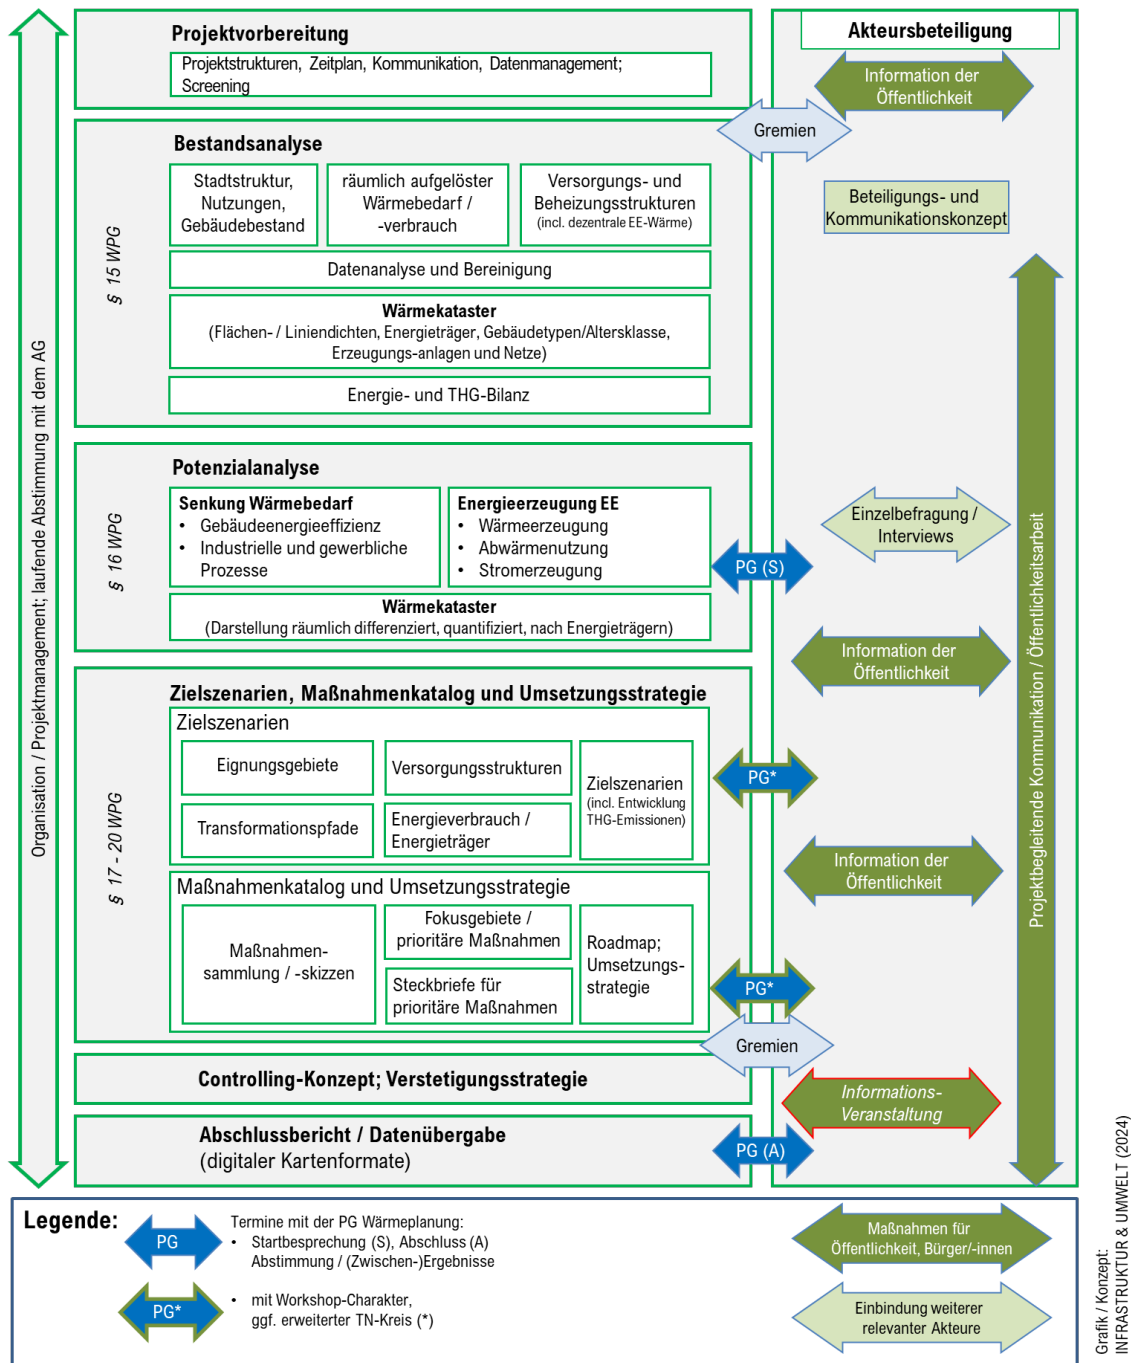 Projektvorbereitung
Projektstrukturen, Zeitplan, Kommunikation, Datenmanagement;
Screening
Akteursbeteiligung
Information der
Öffentlichkeit
Gremien
Bestandsanalyse
Stadtstruktur,
Nutzungen,
Gebäudebestand
räumlich aufgelöster
Wärmebedarf /
-verbrauch
Versorgungs- und
Beheizungsstrukturen
(incl. dezentrale EE-Wärme)
Beteiligungs- und
Kommunikationskonzept
§ 15 WPG
Datenanalyse und Bereinigung
Wärmekataster
(Flächen- / Liniendichten, Energieträger, Gebäudetypen/Altersklasse,
Erzeugungs-anlagen und Netze)
Energie- und THG-Bilanz
Organisation / Projektmanagement; laufende Abstimmung mit dem AG
Projektbegleitende Kommunikation / Öffentlichkeitsarbeit
Potenzialanalyse
§ 16 WPG
Senkung Wärmebedarf
• Gebäudeenergieeffizienz
• Industrielle und gewerbliche
Prozesse
Energieerzeugung EE
• Wärmeerzeugung
• Abwärmenutzung
• Stromerzeugung
PG (S)
Einzelbefragung /
Interviews
Wärmekataster
(Darstellung räumlich differenziert, quantifiziert, nach Energieträgern)
Information der
Öffentlichkeit
Zielszenarien, Maßnahmenkatalog und Umsetzungsstrategie
§ 17 - 20 WPG
Zielszenarien
Eignungsgebiete
Versorgungsstrukturen
Transformationspfade
Energieverbrauch /
Energieträger
Zielszenarien
(incl. Entwicklung
THG-Emissionen)
PG*
Information der
Öffentlichkeit
Maßnahmenkatalog und Umsetzungsstrategie
Maßnahmen-
sammlung / -skizzen
Fokusgebiete /
prioritäre Maßnahmen
Steckbriefe für
prioritäre Maßnahmen
Roadmap;
Umsetzungs-
strategie
PG*
Gremien
Controlling-Konzept; Verstetigungsstrategie
Informations-
Veranstaltung
Abschlussbericht / Datenübergabe
(digitaler Kartenformate)
PG (A)
Legende:
PG
Termine mit der PG Wärmeplanung:
• Startbesprechung (S), Abschluss (A)
Abstimmung / (Zwischen-)Ergebnisse
PG*
• mit Workshop-Charakter,
ggf. erweiterter TN-Kreis (*)
Maßnahmen für
Öffentlichkeit, Bürger/-innen
Einbindung weiterer
relevanter Akteure
Grafik / Konzept:
INFRASTRUKTUR & UMWELT (2024)